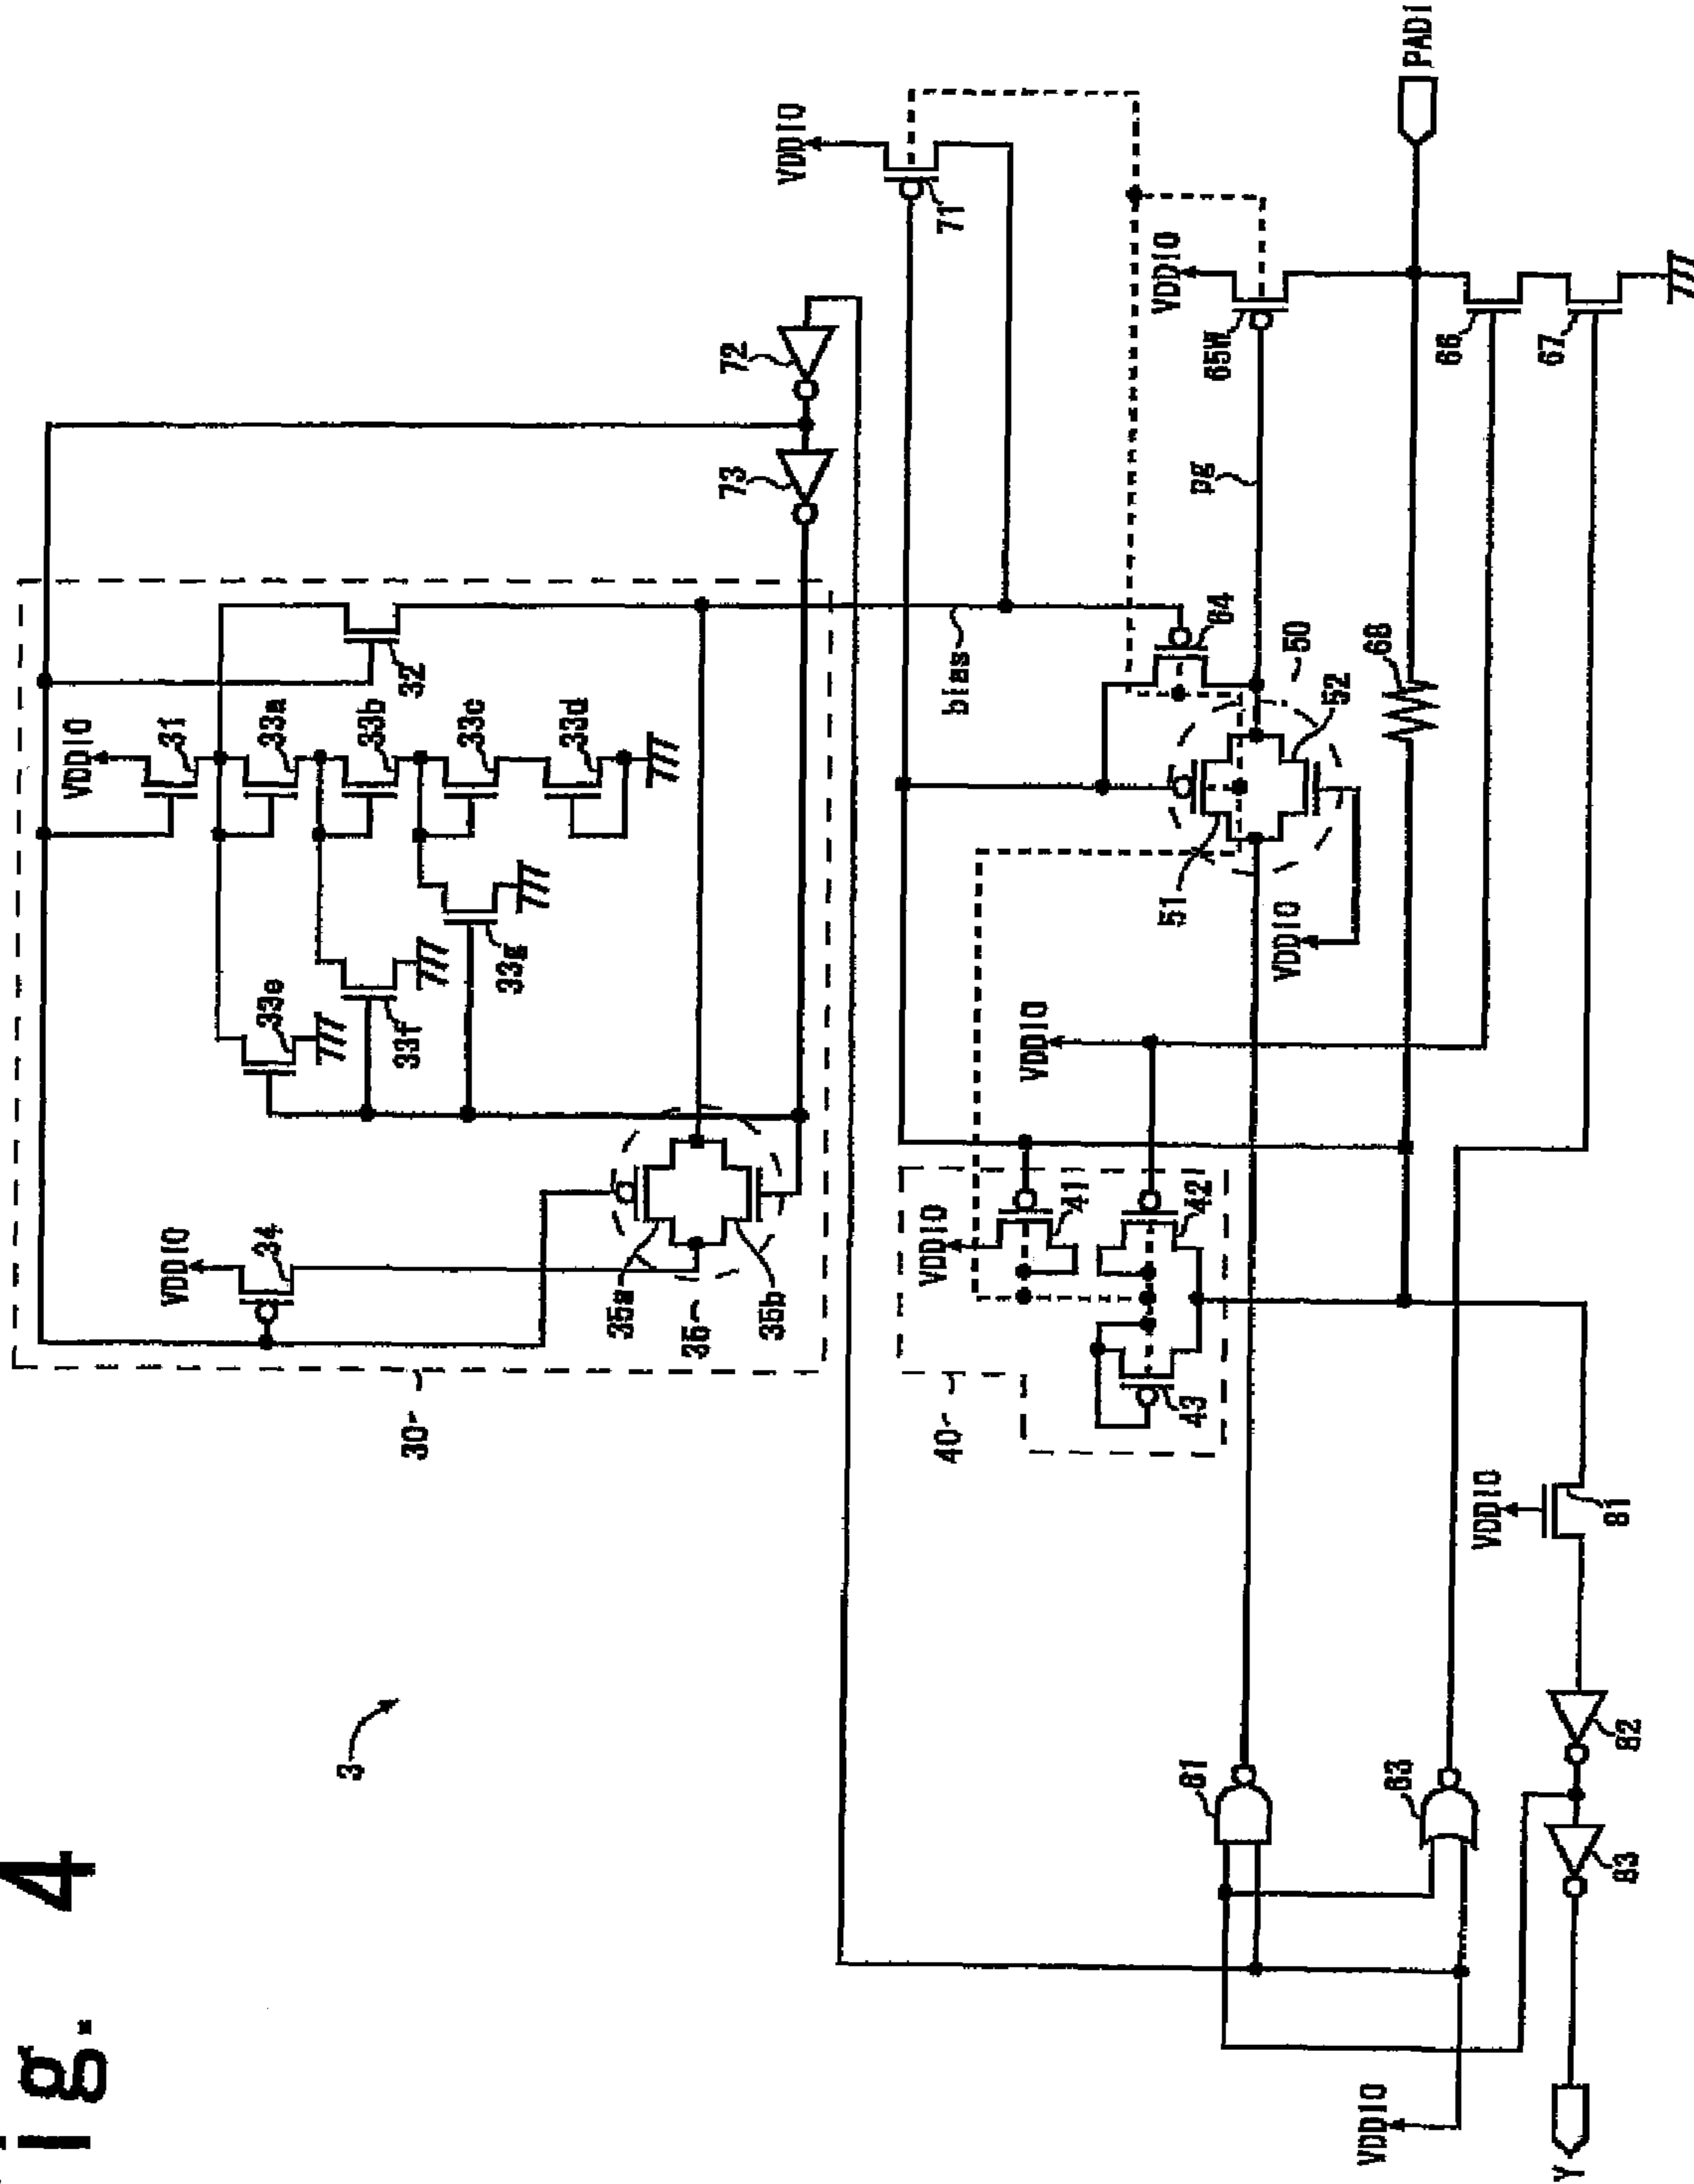 Fig. 4
3
30
VDDIO
31
32
33a
33b
33c
33d
33e
33f
33g
VDDIO
34
35
35a
35b
72
73
VDDIO
71
bias
40
VDDIO
41
42
43
VDDIO
50
51
52
VDDIO
64
pg
VDDIO
65W
66
67
68
PAD1
61
63
VDDIO
81
82
83
VDDIO
Y